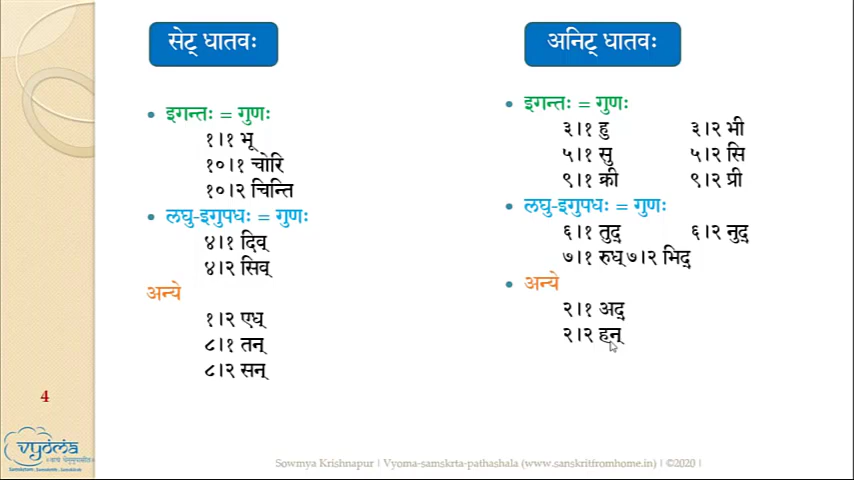 सेट् धातवः
इगन्तः = गुणः
१।१ भू
१०।१ चोरि
१०।२ चिन्ति
लघु-इगुपधः = गुणः
४।१ दिव्
४।२ सिव्
अन्ये
१।२ एध्
८।१ तन्
८।२ सन्
अनिट् धातवः
इगन्तः = गुणः
३।१ हु ३।२ भी
५।१ सु ५।२ सि
९।१ क्री ९।२ प्री
लघु-इगुपधः = गुणः
६।१ तुद् ६।२ नुद्
७।१ रुध् ७।२ भिद्
अन्ये
२।१ अद्
२।२ हन्
4
vyoma
Sowmya Krishnapur | Vyoma-samskrta-pathashala (www.sanskritfromhome.in) | ©2020 |